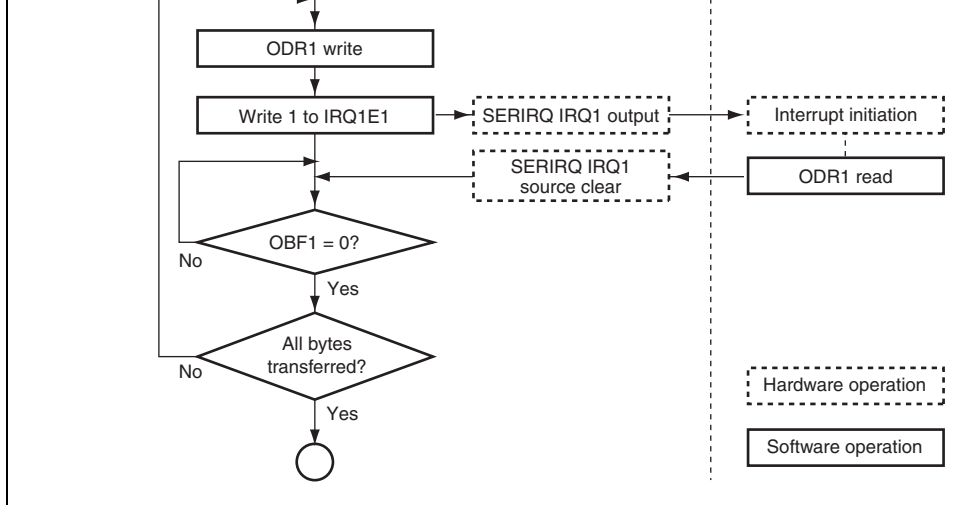 ODR1 write
Write 1 to IRQ1E1
SERIRQ IRQ1 output
Interrupt initiation
SERIRQ IRQ1
source clear
ODR1 read
OBF1 = 0?
No
Yes
All bytes
transferred?
No
Yes
Hardware operation
Software operation